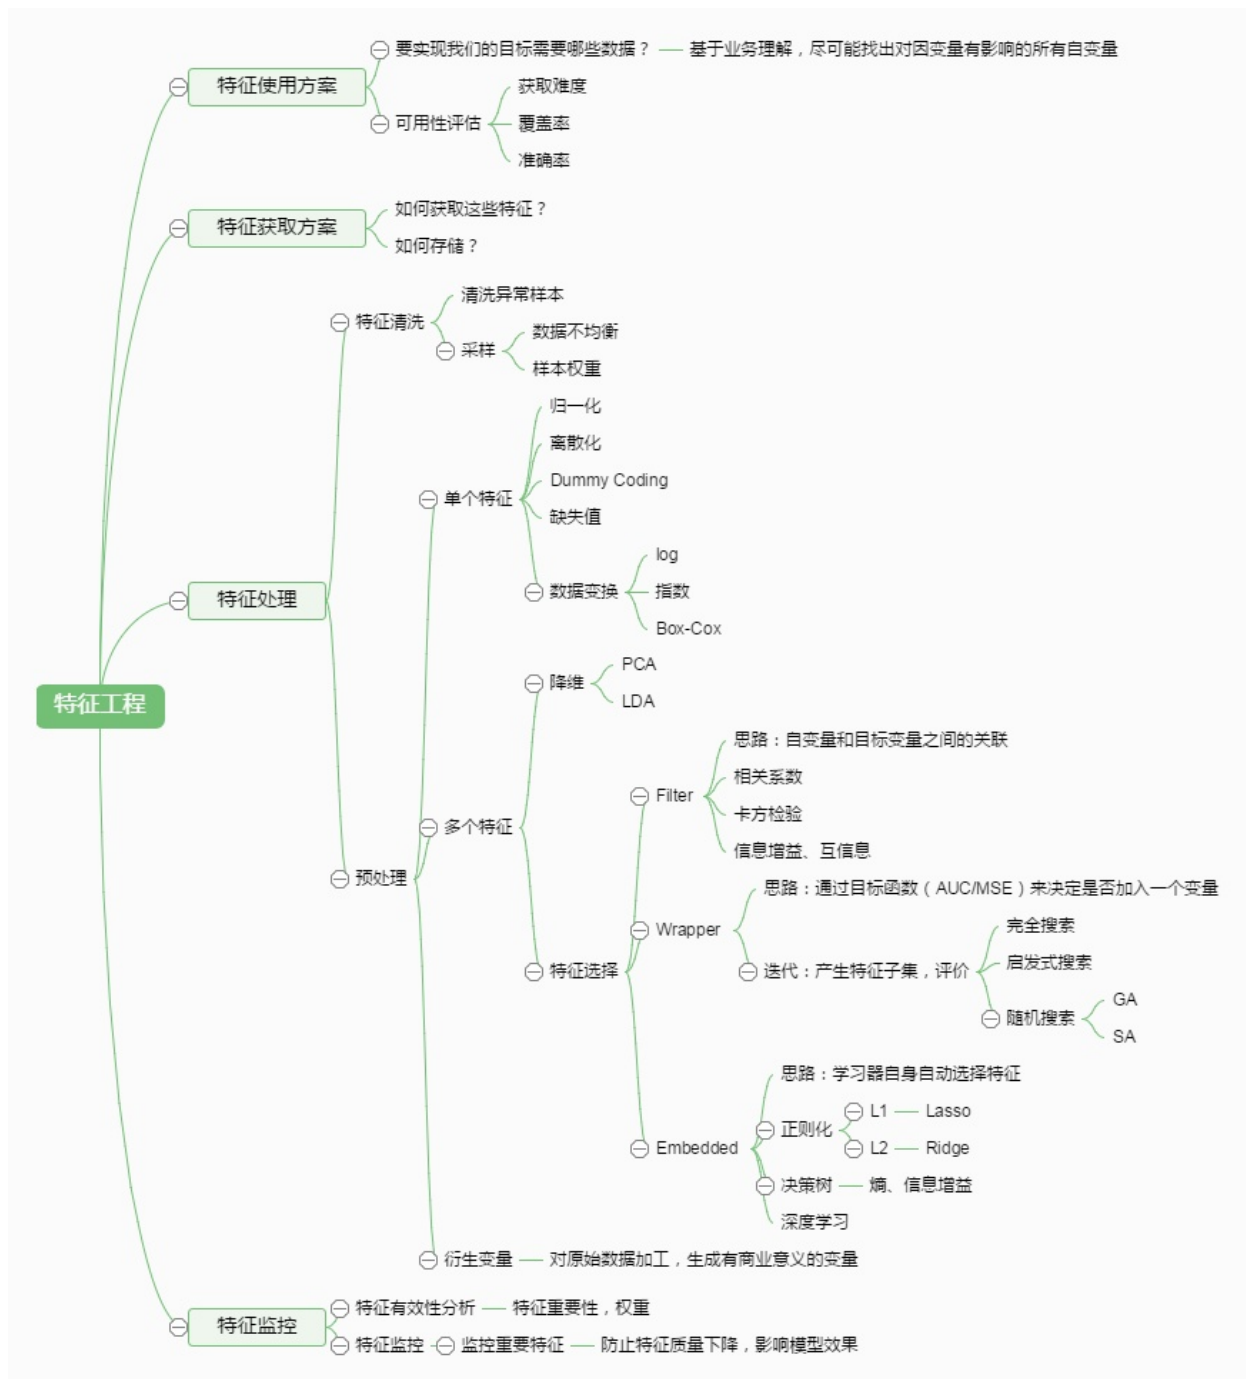 要实现我们的目标需要哪些数据？
基于业务理解，尽可能找出对因变量有影响的所有自变量
特征使用方案
获取难度
可用性评估
覆盖率
准确率
如何获取这些特征？
特征获取方案
如何存储？
清洗异常样本
特征清洗
数据不均衡
采样
样本权重
归一化
离散化
Dummy Coding
单个特征
缺失值
log
数据变换
指数
特征处理
Box-Cox
PCA
降维
LDA
特征工程
思路：自变量和目标变量之间的关联
相关系数
Filter
卡方检验
多个特征
信息增益、互信息
预处理
思路：通过目标函数（AUC/MSE）来决定是否加入一个变量
Wrapper
完全搜索
特征选择
迭代：产生特征子集，评价
启发式搜索
随机搜索
GA
SA
思路：学习器自身自动选择特征
L1
Lasso
正则化
Embedded
L2
Ridge
决策树
熵、信息增益
深度学习
衍生变量
对原始数据加工，生成有商业意义的变量
特征有效性分析
特征重要性，权重
特征监控
特征监控
监控重要特征
防止特征质量下降，影响模型效果